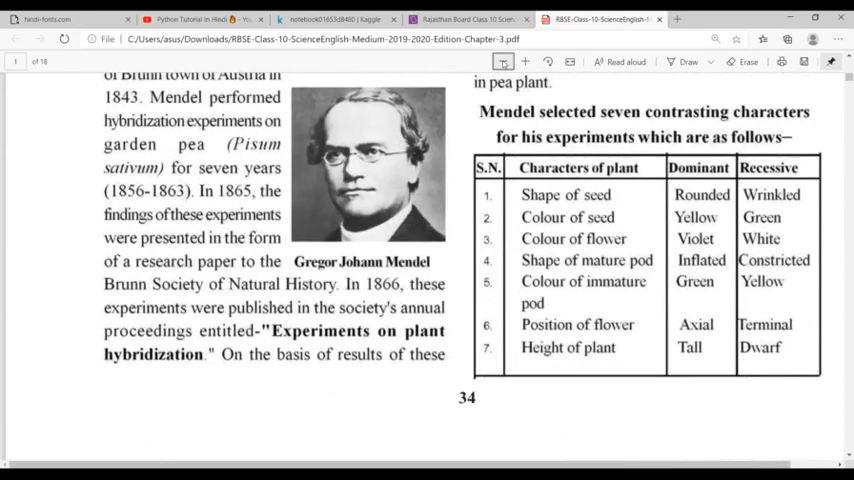 hindi-fonts.com
Python Tutorial In Hindi
notebook01653d8480 | Kaggle
Rajasthan Board Class 10 Scien
RBSE-Class-10-ScienceEnglish-M
File
C:/Users/asus/Downloads/RBSE-Class-10-ScienceEnglish-Medium-2019-2020-Edition-Chapter-3.pdf
1 of 18
Read aloud
Draw
Erase
of Brunn town of Austria in
1843. Mendel performed
hybridization experiments on
garden pea (Pisum
sativum) for seven years
(1856-1863). In 1865, the
findings of these experiments
were presented in the form
of a research paper to the
Gregor Johann Mendel
Brunn Society of Natural History. In 1866, these
experiments were published in the society's annual
proceedings entitled-"Experiments on plant
hybridization." On the basis of results of these
in pea plant.
Mendel selected seven contrasting characters
for his experiments which are as follows–
S.N. Characters of plant Dominant Recessive
1. Shape of seed Rounded Wrinkled
2. Colour of seed Yellow Green
3. Colour of flower Violet White
4. Shape of mature pod Inflated Constricted
5. Colour of immature Green Yellow
pod
6. Position of flower Axial Terminal
7. Height of plant Tall Dwarf
34